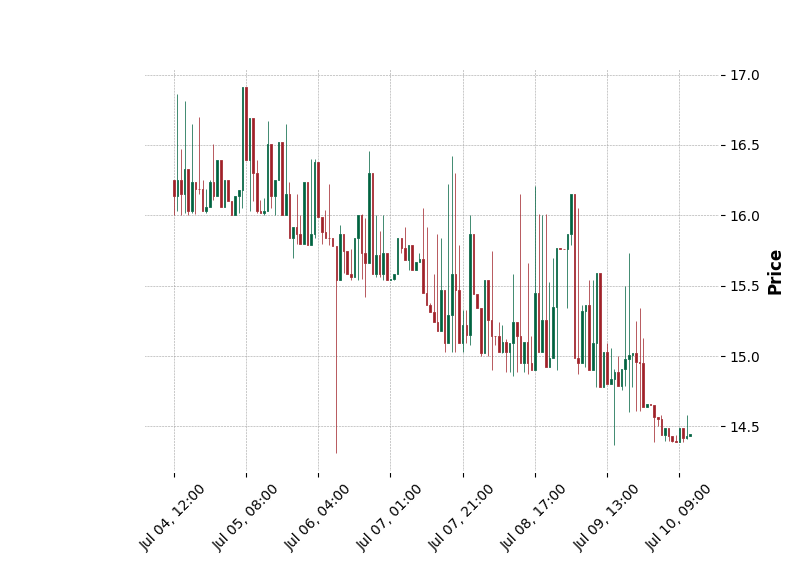 17.0
16.5
16.0
15.5
15.0
14.5
Price
Jul 04, 12:00
Jul 05, 08:00
Jul 06, 04:00
Jul 07, 01:00
Jul 07, 21:00
Jul 08, 17:00
Jul 09, 13:00
Jul 10, 09:00